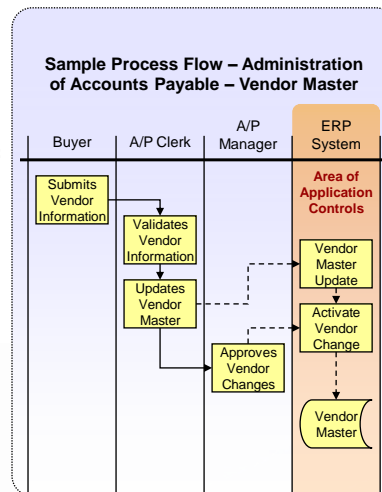 Sample Process Flow – Administration
of Accounts Payable – Vendor Master
Buyer
A/P Clerk
A/P
Manager
ERP
System
Area of
Application
Controls
Submits
Vendor
Information
Validates
Vendor
Information
Updates
Vendor
Master
Vendor
Master
Update
Activate
Vendor
Change
Approves
Vendor
Changes
Vendor
Master